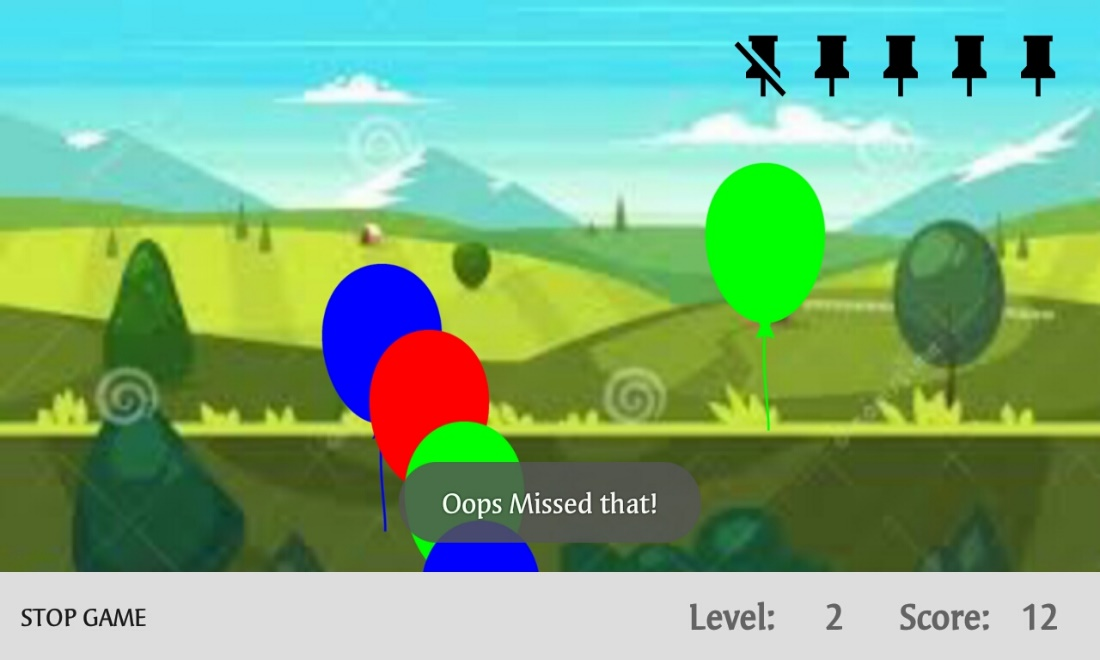 Oops Missed that!
STOP GAME
Level: 2 Score: 12